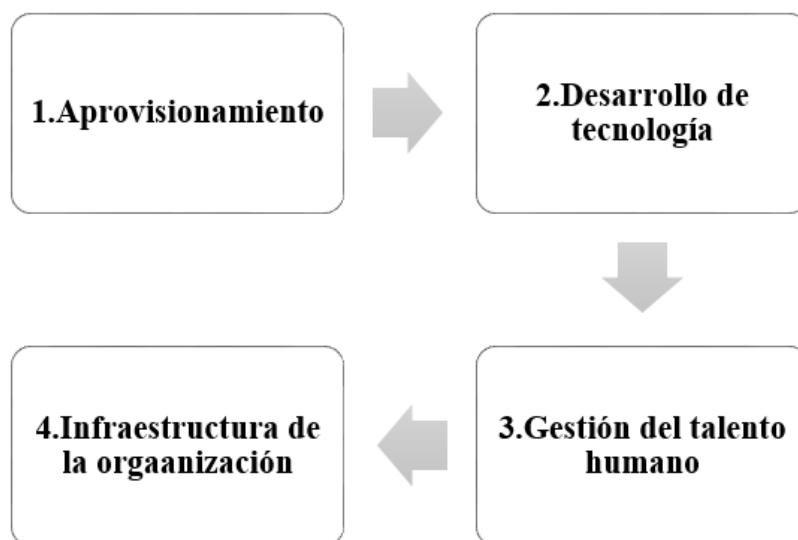 1.Aprovisionamiento
2.Desarrollo de
tecnología
3.Gestión del talento
humano
4.Infraestructura de
la orgaanización